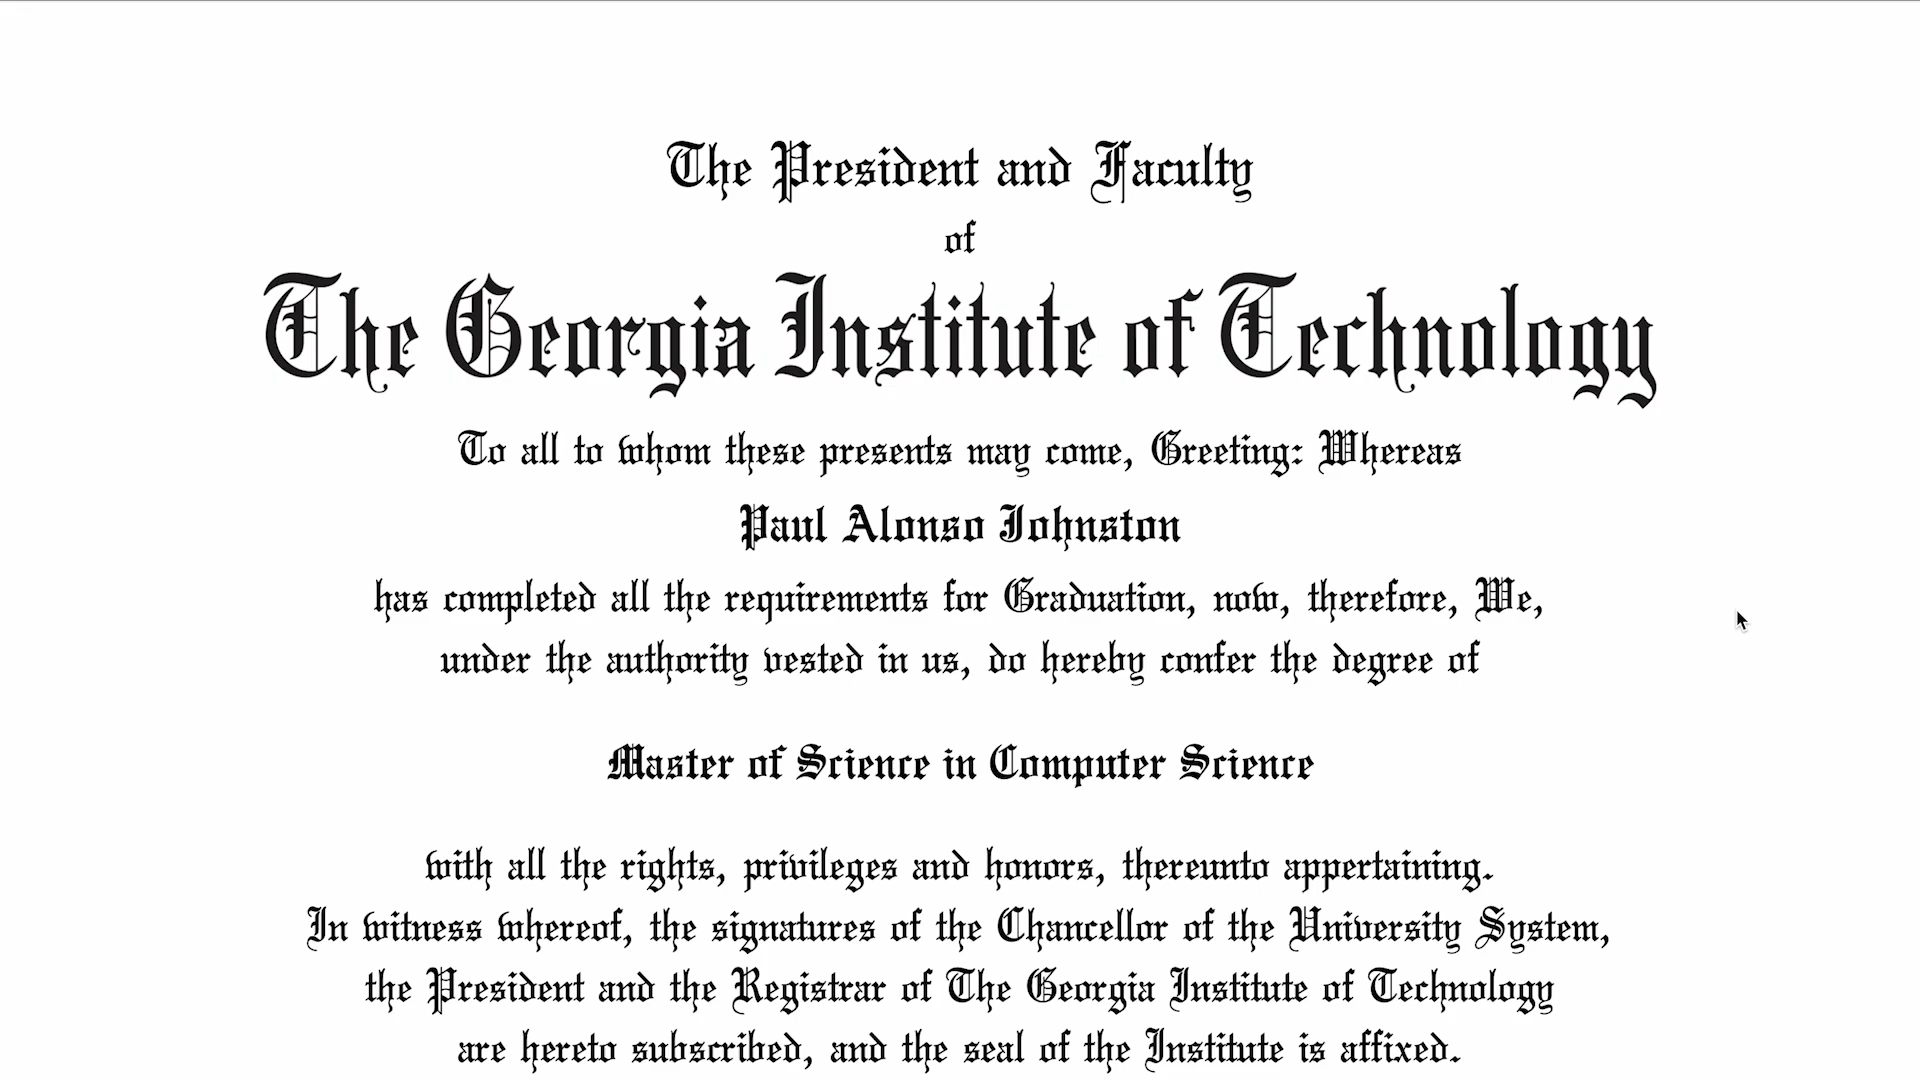 The President and Faculty
of
The Georgia Institute of Technology
To all to whom these presents may come, Greeting: Whereas
Paul Alonso Johnston
has completed all the requirements for Graduation, now, therefore, We,
under the authority vested in us, do hereby confer the degree of
Master of Science in Computer Science
with all the rights, privileges and honors, thereunto appertaining.
In witness whereof, the signatures of the Chancellor of the University System,
the President and the Registrar of The Georgia Institute of Technology
are hereto subscribed, and the seal of the Institute is affixed.